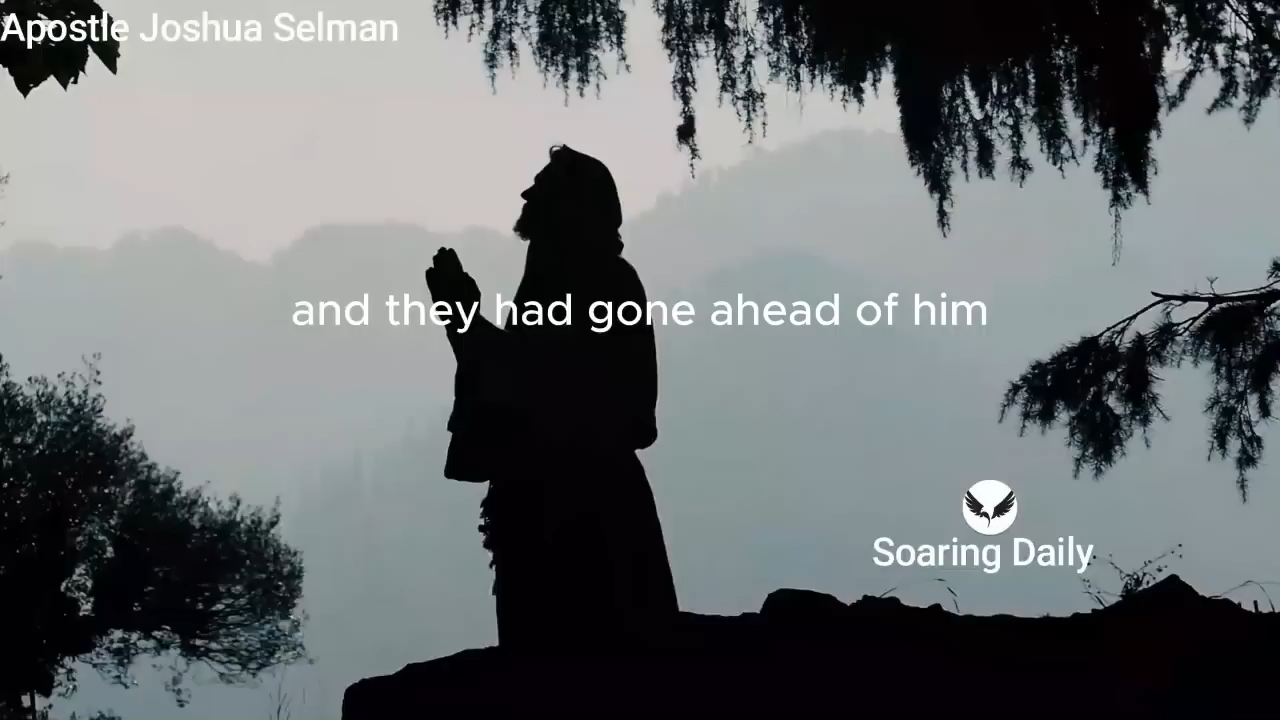 Apostle Joshua Selman
and they had gone ahead of him
Soaring Daily